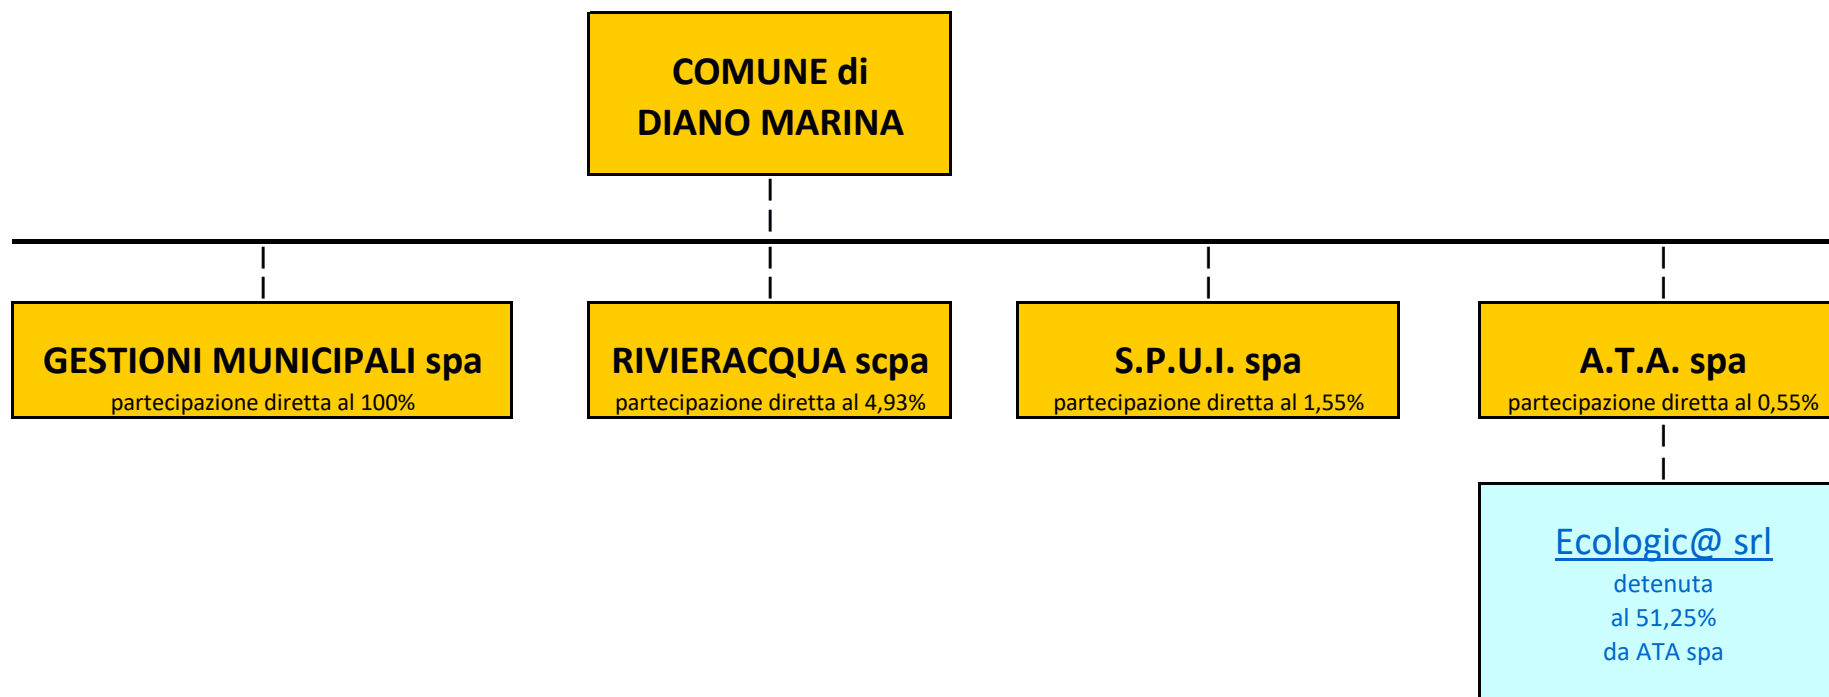 COMUNE di
DIANO MARINA
GESTIONI MUNICIPALI spa
partecipazione diretta al 100%
RIVIERACQUA scpa
partecipazione diretta al 4,93%
S.P.U.I. spa
partecipazione diretta al 1,55%
A.T.A. spa
partecipazione diretta al 0,55%
Ecologic@ srl
detenuta
al 51,25%
da ATA spa